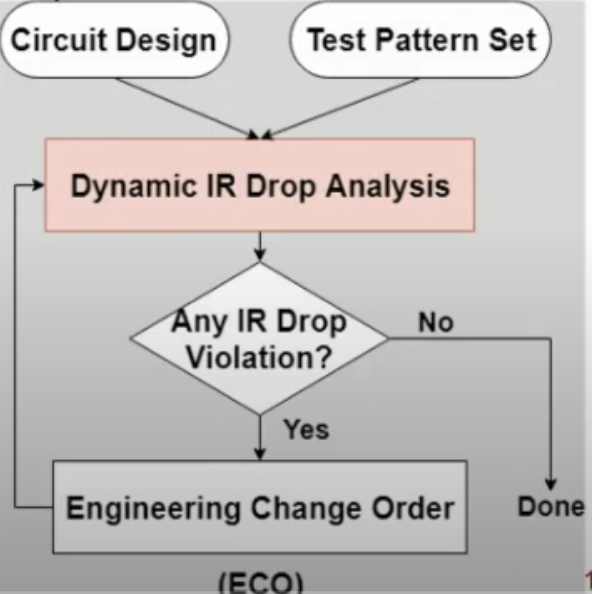 Circuit Design
Test Pattern Set
Dynamic IR Drop Analysis
Any IR Drop
Violation?
No
Yes
Engineering Change Order
Done
(ECO)
1